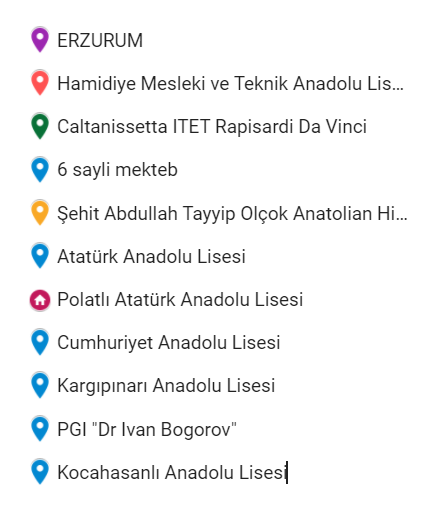 ERZURUM
Hamidiye Mesleki ve Teknik Anadolu Lis...
Caltanissetta ITET Rapisardi Da Vinci
6 sayli mekteb
Şehit Abdullah Tayyip Olçok Anatolian Hi...
Atatürk Anadolu Lisesi
Polatlı Atatürk Anadolu Lisesi
Cumhuriyet Anadolu Lisesi
Kargıpınarı Anadolu Lisesi
PGI "Dr Ivan Bogorov"
Kocahasanlı Anadolu Lisesi